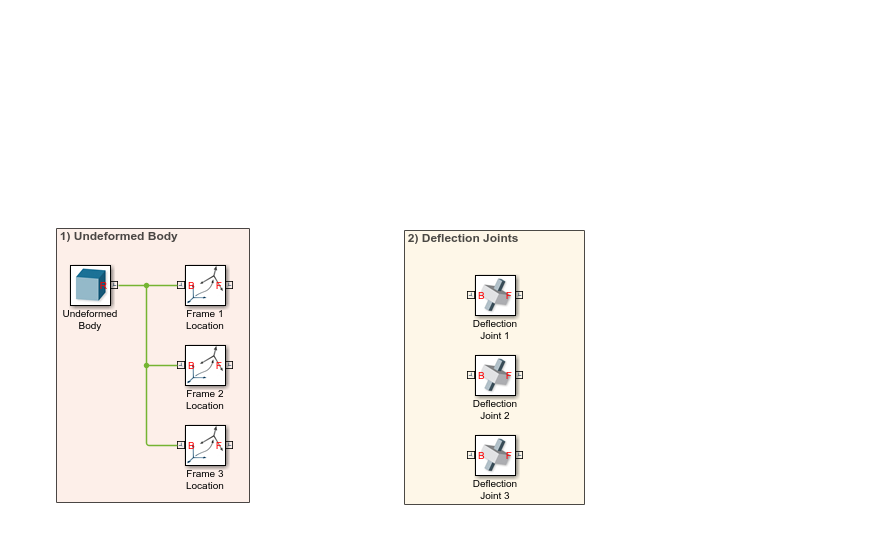 1) Undeformed Body
R
Undeformed
Body
B F
Frame 1
Location
B F
Frame 2
Location
B F
Frame 3
Location
2) Deflection Joints
B F
Deflection
Joint 1
B F
Deflection
Joint 2
B F
Deflection
Joint 3